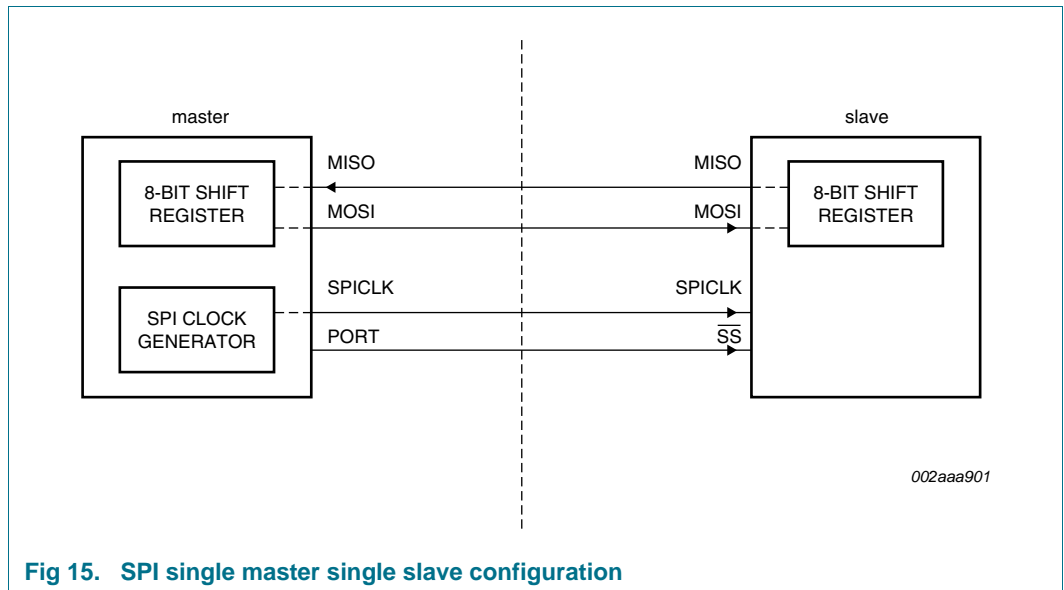 master
slave
8-BIT SHIFT
REGISTER
MISO
MISO
MOSI
MOSI
8-BIT SHIFT
REGISTER
SPI CLOCK
GENERATOR
SPICLK
SPICLK
PORT
S̅S̅
002aaa901
Fig 15. SPI single master single slave configuration